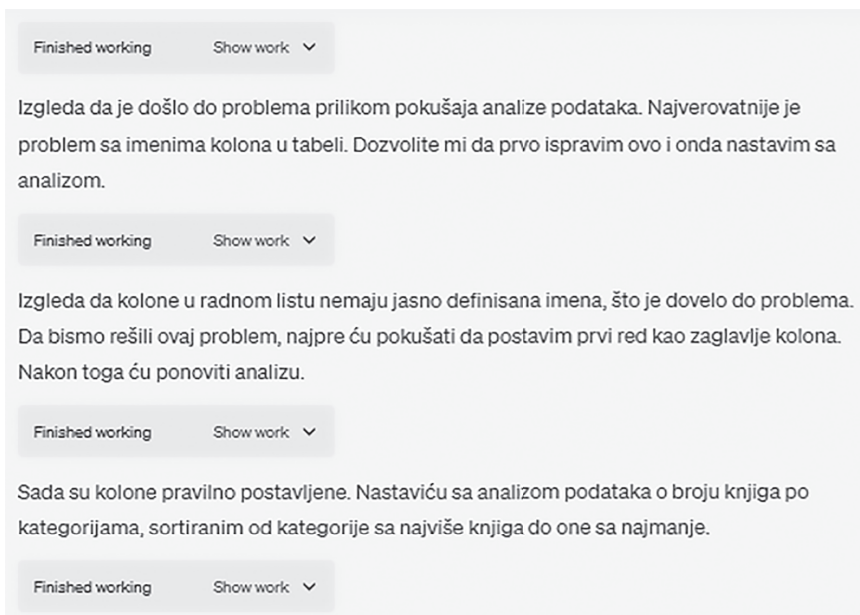 Finished working Show work
Izgleda da je došlo do problema prilikom pokušaja analize podataka. Najverovatnije je
problem sa imenima kolona u tabeli. Dozvolite mi da prvo ispravim ovo i onda nastavim sa
analizom.
Finished working Show work
Izgleda da kolone u radnom listu nemaju jasno definisana imena, što je dovelo do problema.
Da bismo rešili ovaj problem, najpre ću pokušati da postavim prvi red kao zaglavlje kolona.
Nakon toga ću ponoviti analizu.
Finished working Show work
Sada su kolone pravilno postavljene. Nastaviću sa analizom podataka o broju knjiga po
kategorijama, sortiranim od kategorije sa najviše knjiga do one sa najmanje.
Finished working Show work